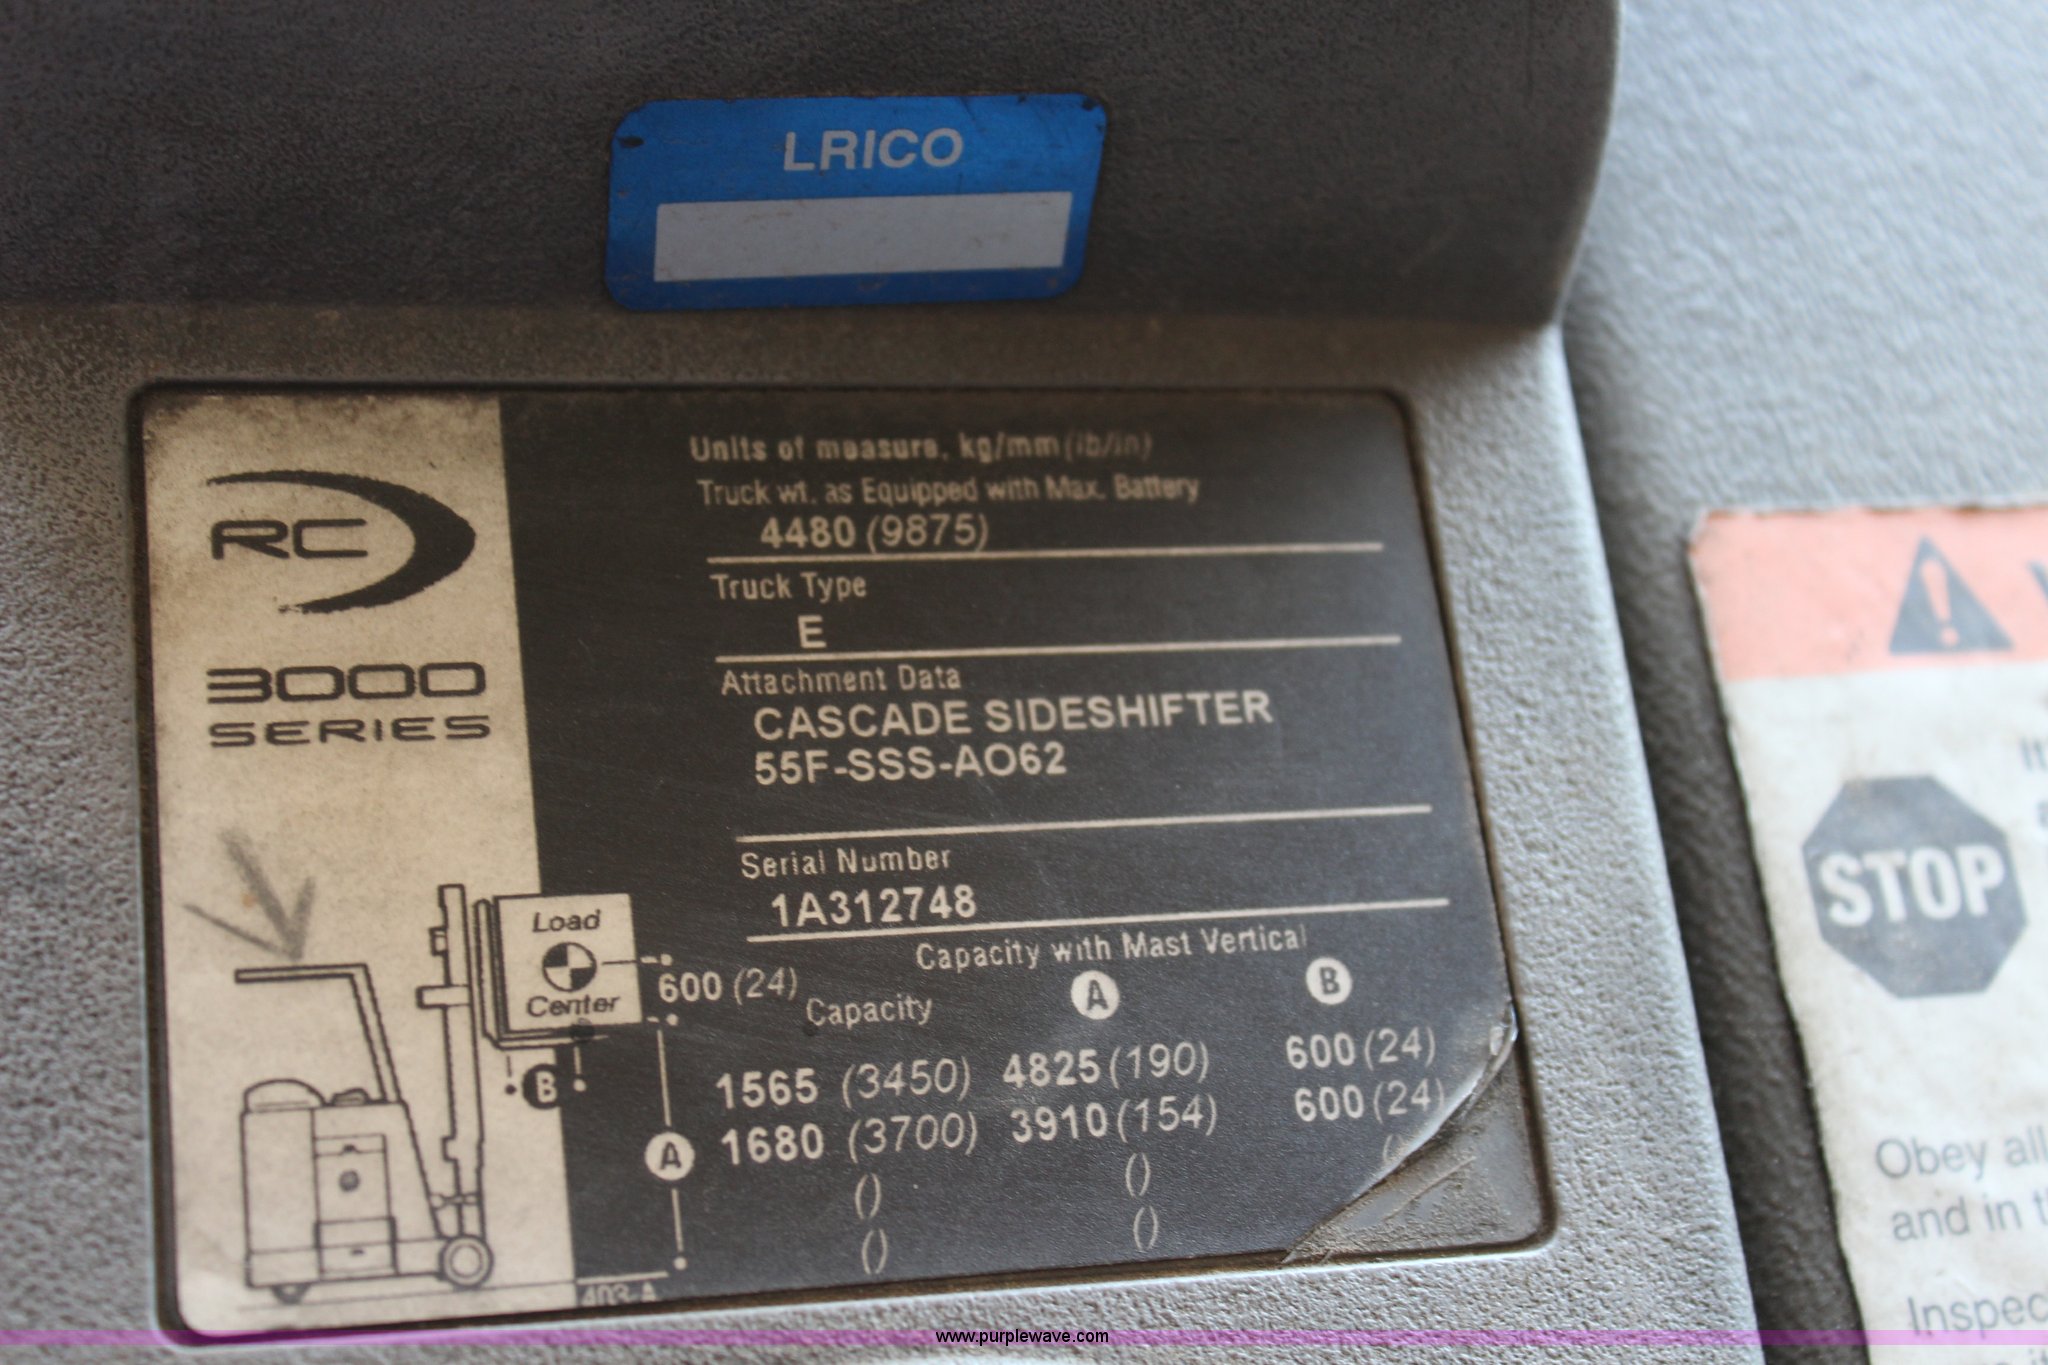 LRICO
RC
3000
SERIES
Units of measure, kg/mm (lb/in)
Truck wt. as Equipped with Max. Battery
4480 (9875)
Truck Type
E
Attachment Data
CASCADE SIDESHIFTER
55F-SSS-AO62
Serial Number
1A312748
Capacity with Mast Vertical
Load
Center
600 (24)
Capacity A B
1565 (3450) 4825 (190) 600 (24)
1680 (3700) 3910 (154) 600 (24)
() () (
() ()
B
A
403-A
STOP
Obey all
and in
Inspec
www.purplewave.com